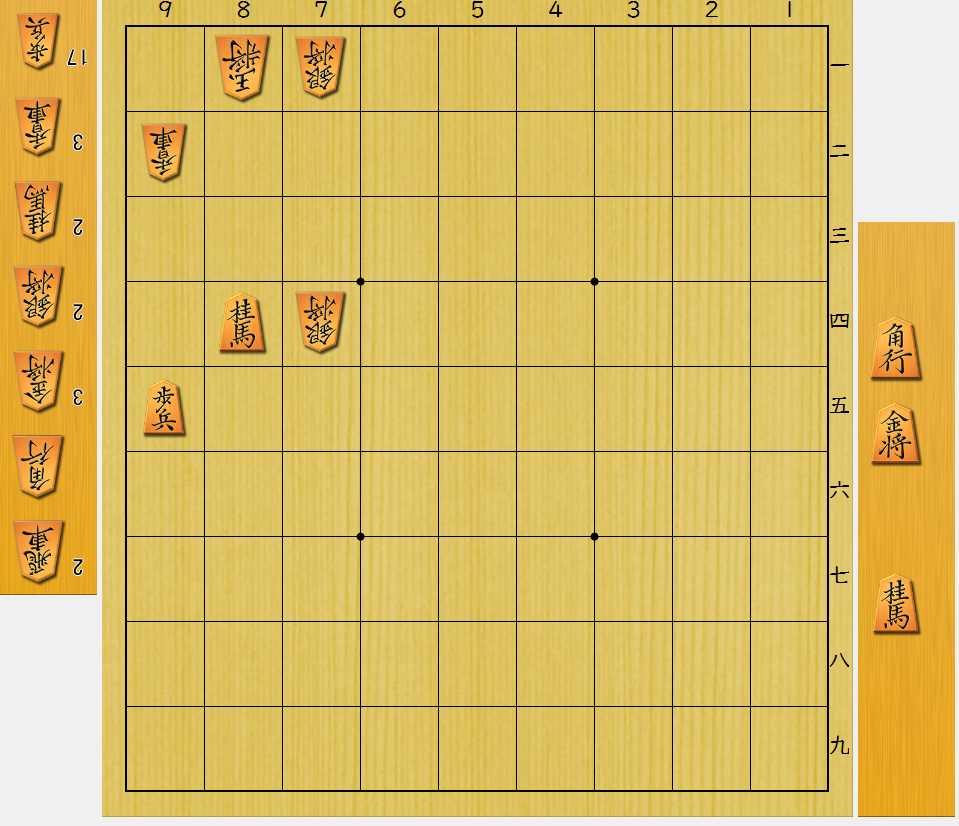 9 8 7 6 5 4 3 2 1
歩兵 17
香車 3
桂馬 2
銀将 2
金将 3
角行
飛車 2
玉将 銀将 一
香車 二
三
桂馬 銀将 四
歩兵 五
六
七
八
九
角行
金将
桂馬